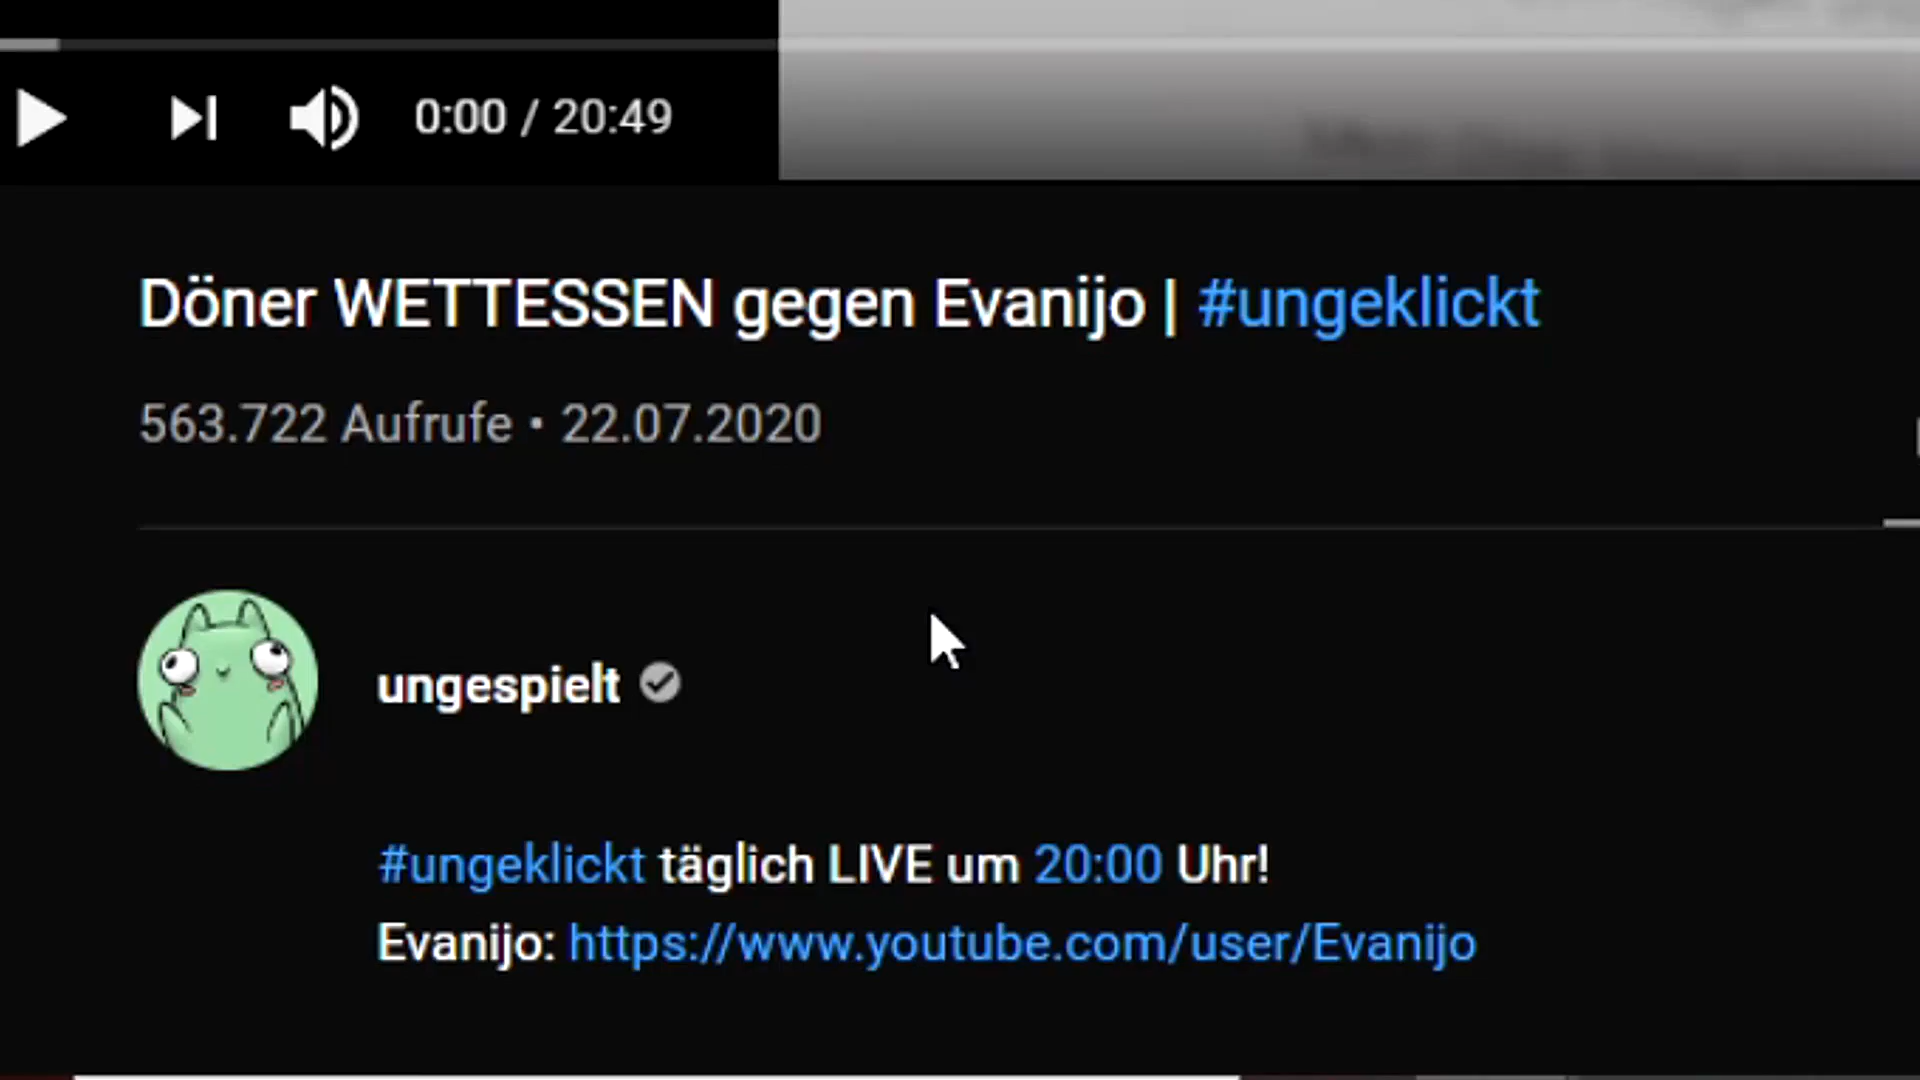 0:00 / 20:49
Döner WETTESSEN gegen Evanijo | #ungeklickt
563.722 Aufrufe • 22.07.2020
ungespielt
#ungeklickt täglich LIVE um 20:00 Uhr!
Evanijo: https://www.youtube.com/user/Evanijo